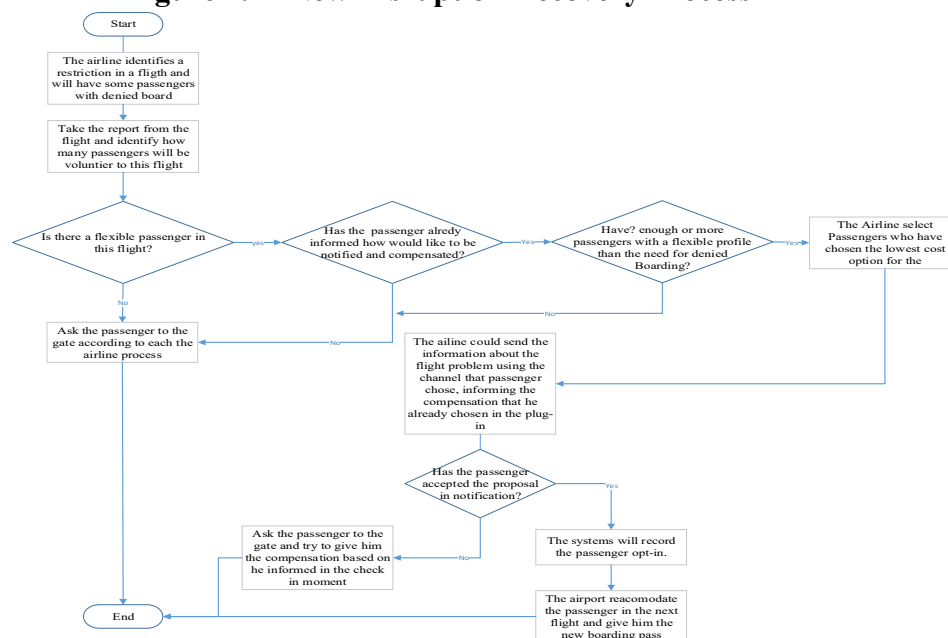 Start
The airline identifies a
restriction in a fligth and
will have some passengers
with denied board
Take the report from the
flight and identify how
many passengers will be
voluntier to this flight
Is there a flexible passenger in
this flight?
yes
Has the passenger alredy
informed how would like to be
notified and compensated?
Yes
Have? enough or more
passengers with a flexible profile
than the need for denied
Boarding?
Yes
The Airline select
Passengers who have
chosen the lowest cost
option for the
No
No
No
Ask the passenger to the
gate according to each the
airline process
The ailine could send the
information about the
flight problem using the
channel that passenger
chose, informing the
compensation that he
already chosen in the plug-
in
Has the passenger
accepted the proposal
in notification?
Yes
No
Ask the passenger to the
gate and try to give him
the compensation based on
he informed in the check
in moment
The systems will record
the passenger opt-in.
The airport reacomodate
the passenger in the next
flight and give him the
new boarding pass
End